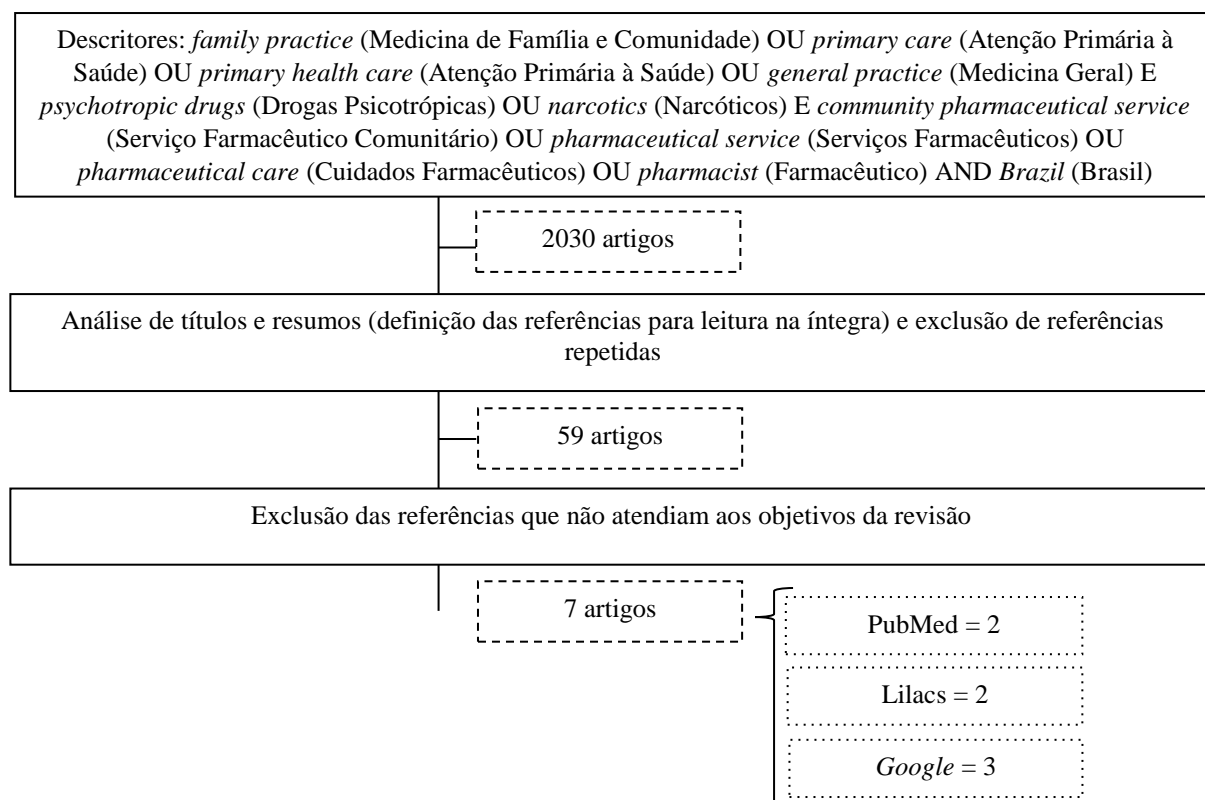 Descritores: family practice (Medicina de Família e Comunidade) OU primary care (Atenção Primária à
Saúde) OU primary health care (Atenção Primária à Saúde) OU general practice (Medicina Geral) E
psychotropic drugs (Drogas Psicotrópicas) OU narcotics (Narcóticos) E community pharmaceutical service
(Serviço Farmacêutico Comunitário) OU pharmaceutical service (Serviços Farmacêuticos) OU
pharmaceutical care (Cuidados Farmacêuticos) OU pharmacist (Farmacêutico) AND Brazil (Brasil)
2030 artigos
Análise de títulos e resumos (definição das referências para leitura na íntegra) e exclusão de referências
repetidas
59 artigos
Exclusão das referências que não atendiam aos objetivos da revisão
7 artigos
PubMed = 2
Lilacs = 2
Google = 3